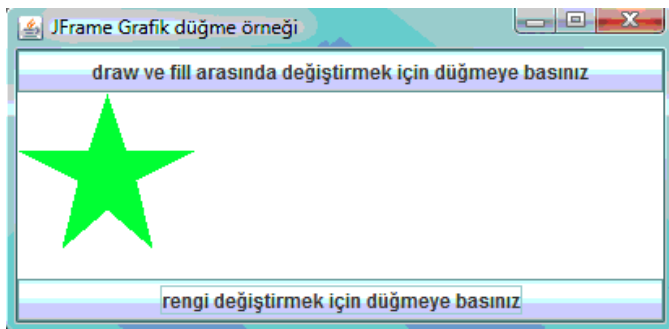 JFrame Grafik düğme örneği
draw ve fill arasında değiştirmek için düğmeye basınız
rengi değiştirmek için düğmeye basınız